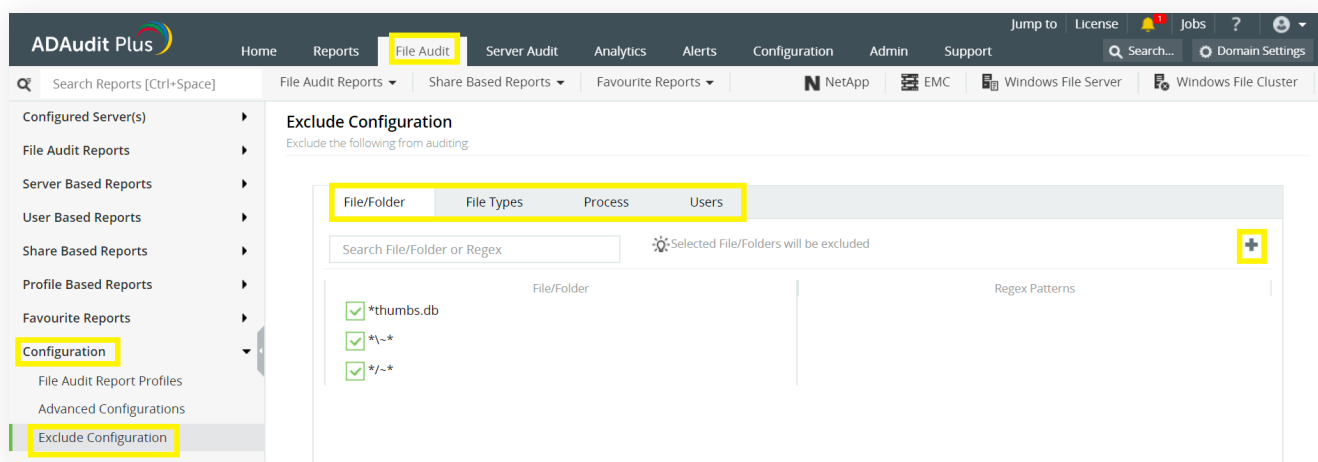 Jump to License 1 Jobs ?
ADAudit Plus
Home Reports File Audit Server Audit Analytics Alerts Configuration Admin Support Search... Domain Settings
Search Reports [Ctrl+Space] File Audit Reports Share Based Reports Favourite Reports N NetApp EMC Windows File Server Windows File Cluster
Configured Server(s)
File Audit Reports
Server Based Reports
User Based Reports
Share Based Reports
Profile Based Reports
Favourite Reports
Configuration
File Audit Report Profiles
Advanced Configurations
Exclude Configuration
Exclude Configuration
Exclude the following from auditing.
File/Folder File Types Process Users
Search File/Folder or Regex Selected File/Folders will be excluded
File/Folder Regex Patterns
*thumbs.db
*\~*
*/~*